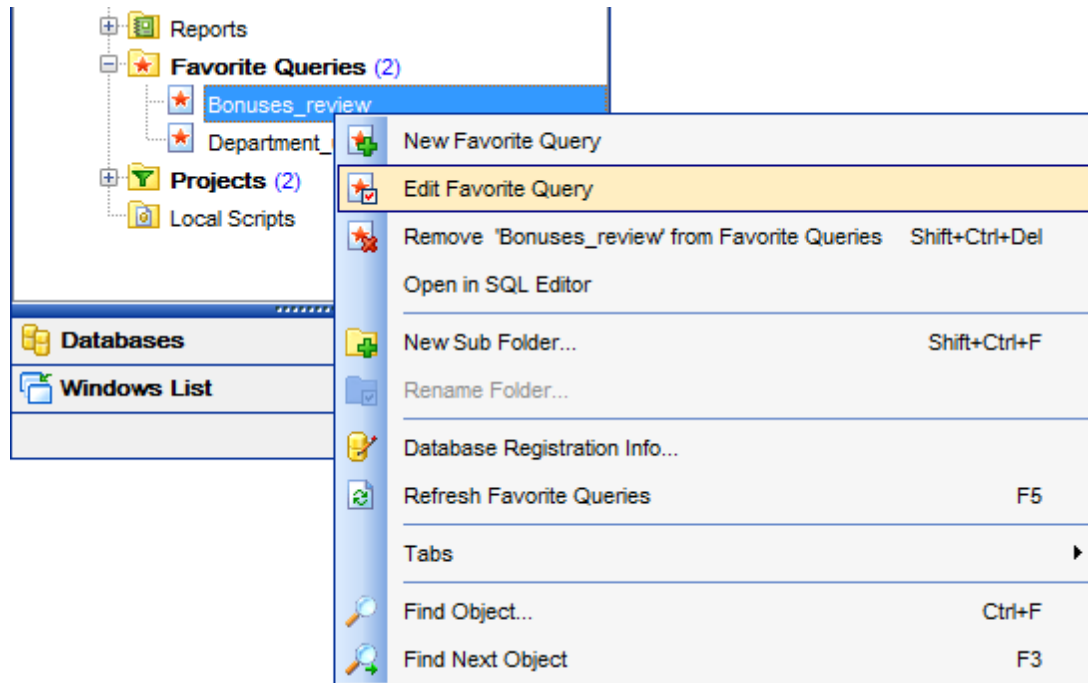 Reports
Favorite Queries (2)
Bonuses_review
Department_
Projects (2)
Local Scripts
Databases
Windows List
New Favorite Query
Edit Favorite Query
Remove 'Bonuses_review' from Favorite Queries Shift+Ctrl+Del
Open in SQL Editor
New Sub Folder... Shift+Ctrl+F
Rename Folder...
Database Registration Info...
Refresh Favorite Queries F5
Tabs
Find Object... Ctrl+F
Find Next Object F3